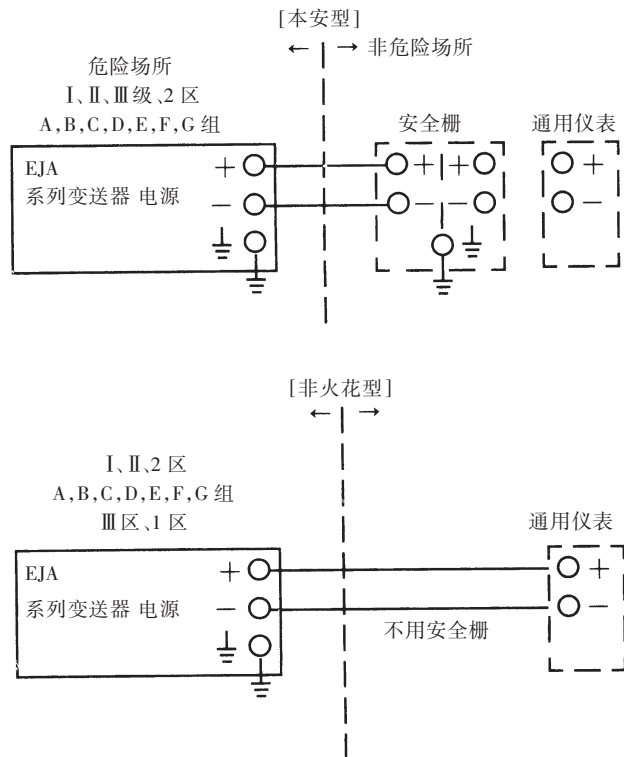 [本安型]
← → 非危险场所
危险场所
Ⅰ、Ⅱ、Ⅲ级、2 区
A,B,C,D,E,F,G 组
安全栅
通用仪表
EJA
系列变送器 电源
+
−
+ +
− −
+
−
[非火花型]
← →
Ⅰ、Ⅱ、2 区
A,B,C,D,E,F,G 组
Ⅲ区、1 区
通用仪表
EJA
系列变送器 电源
+
−
+
−
不用安全栅